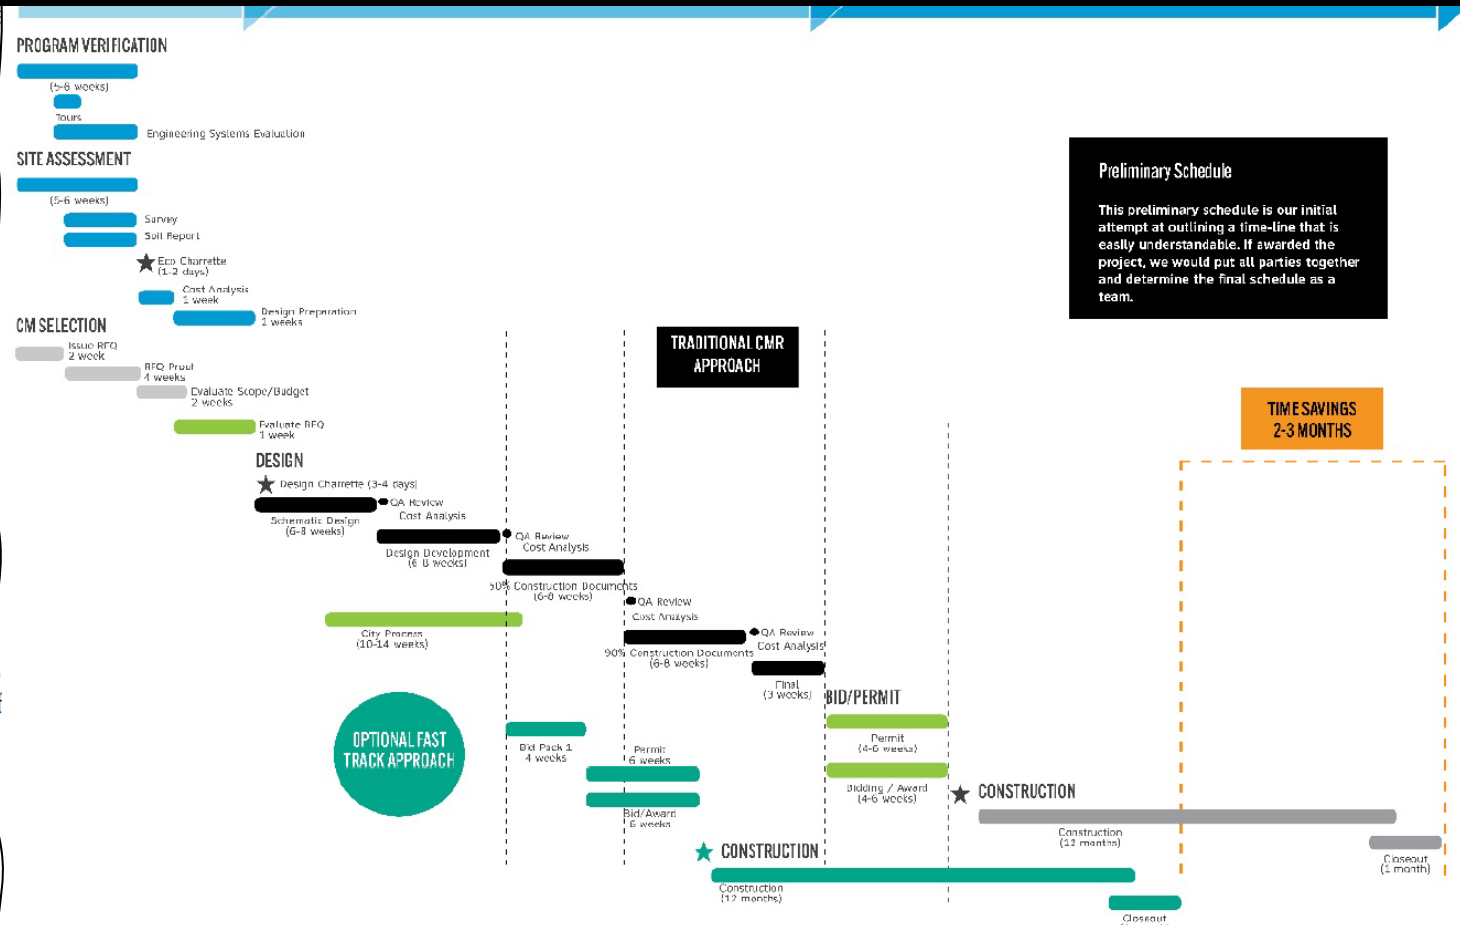 PROGRAM VERIFICATION
(5-6 weeks)
Tours
Engineering Systems Evaluation
SITE ASSESSMENT
(5-6 weeks)
Survey
Soil Report
Eco Charrette
(1-2 days)
Cost Analysis
1 week
Design Preparation
2 weeks
CM SELECTION
Issue RFQ
2 week
RFQ Proof
4 weeks
Evaluate Scope/Budget
2 weeks
Evaluate RFQ
1 week
Preliminary Schedule
This preliminary schedule is our initial
attempt at outlining a time-line that is
easily understandable. If awarded the
project, we would put all parties together
and determine the final schedule as a
team.
TRADITIONAL CMR
APPROACH
TIME SAVINGS
2-3 MONTHS
DESIGN
Design Charrette (3-4 days)
QA Review
Cost Analysis
Schematic Design
(6-8 weeks)
QA Review
Cost Analysis
Design Development
(6-8 weeks)
50% Construction Documents
(6-8 weeks)
QA Review
Cost Analysis
City Process
(10-14 weeks)
QA Review
Cost Analysis
90% Construction Documents
(6-8 weeks)
Final
(3 weeks)
BID/PERMIT
Permit
(4-6 weeks)
Bidding / Award
(4-6 weeks)
OPTIONAL FAST
TRACK APPROACH
Bid Pack 1
4 weeks
Permit
6 weeks
Bid/Award
6 weeks
CONSTRUCTION
Construction
(12 months)
Closeout
(1 month)
CONSTRUCTION
Construction
(12 months)
Closeout